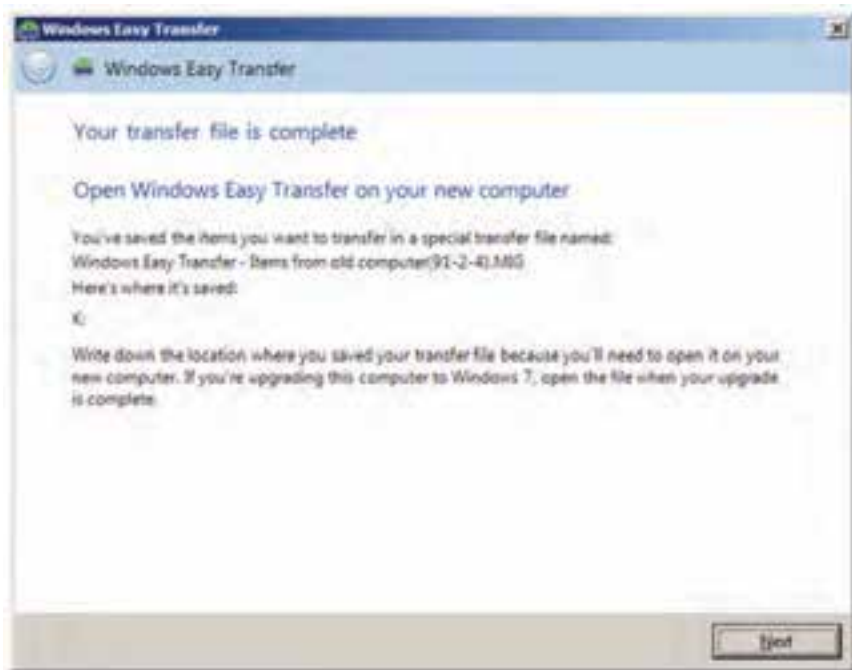 Windows Easy Transfer
Windows Easy Transfer
Your transfer file is complete
Open Windows Easy Transfer on your new computer
You've saved the items you want to transfer in a special transfer file named:
Windows Easy Transfer - Items from old computer(91-2-4).MIG
Here's where it's saved:
K:
Write down the location where you saved your transfer file because you'll need to open it on your
new computer. If you're upgrading this computer to Windows 7, open the file when your upgrade
is complete.
Next